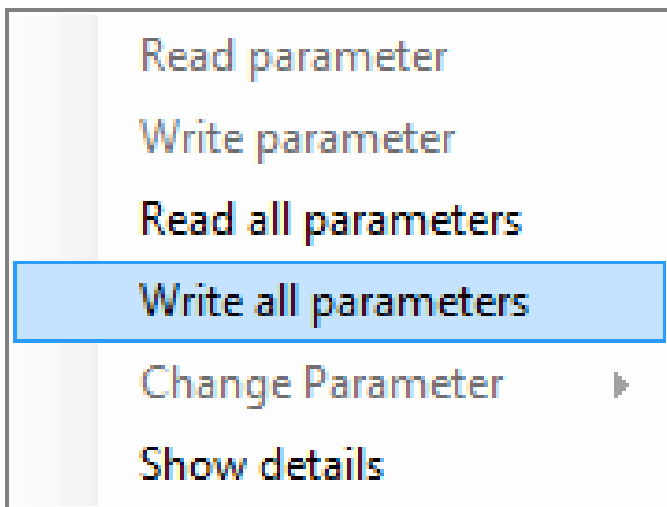 Read parameter
Write parameter
Read all parameters
Write all parameters
Change Parameter
Show details